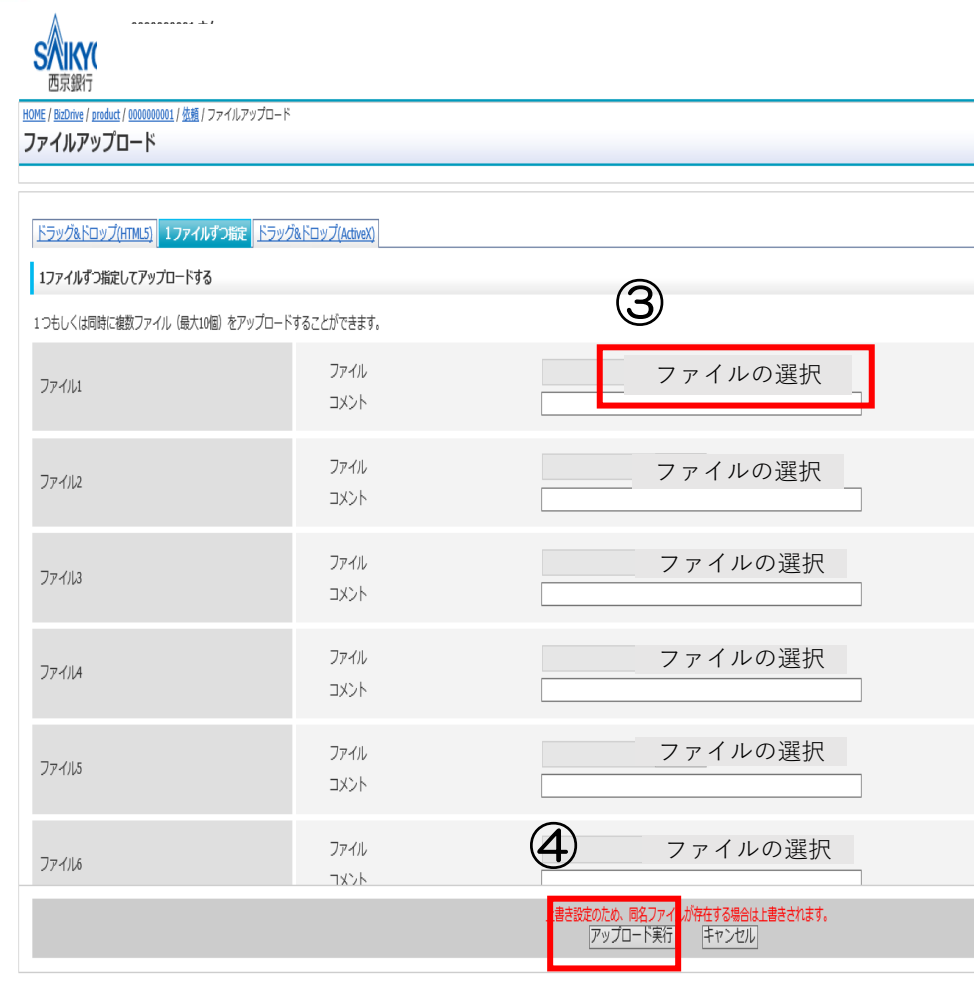 SAIKYO
西京銀行
HOME / BizDrive / product / 0000000001 / 依頼 / ファイルアップロード
ファイルアップロード
ドラッグ&ドロップ(HTML5) 1ファイルずつ指定 ドラッグ&ドロップ(ActiveX)
1ファイルずつ指定してアップロードする
③
1つもしくは同時に複数ファイル（最大10個）をアップロードすることができます。
ファイル1 ファイル ファイルの選択
コメント
ファイル2 ファイル ファイルの選択
コメント
ファイル3 ファイル ファイルの選択
コメント
ファイル4 ファイル ファイルの選択
コメント
ファイル5 ファイル ファイルの選択
コメント
④
ファイル6 ファイル ファイルの選択
コメント
上書き設定のため、同名ファイルが存在する場合は上書きされます。
アップロード実行 キャンセル